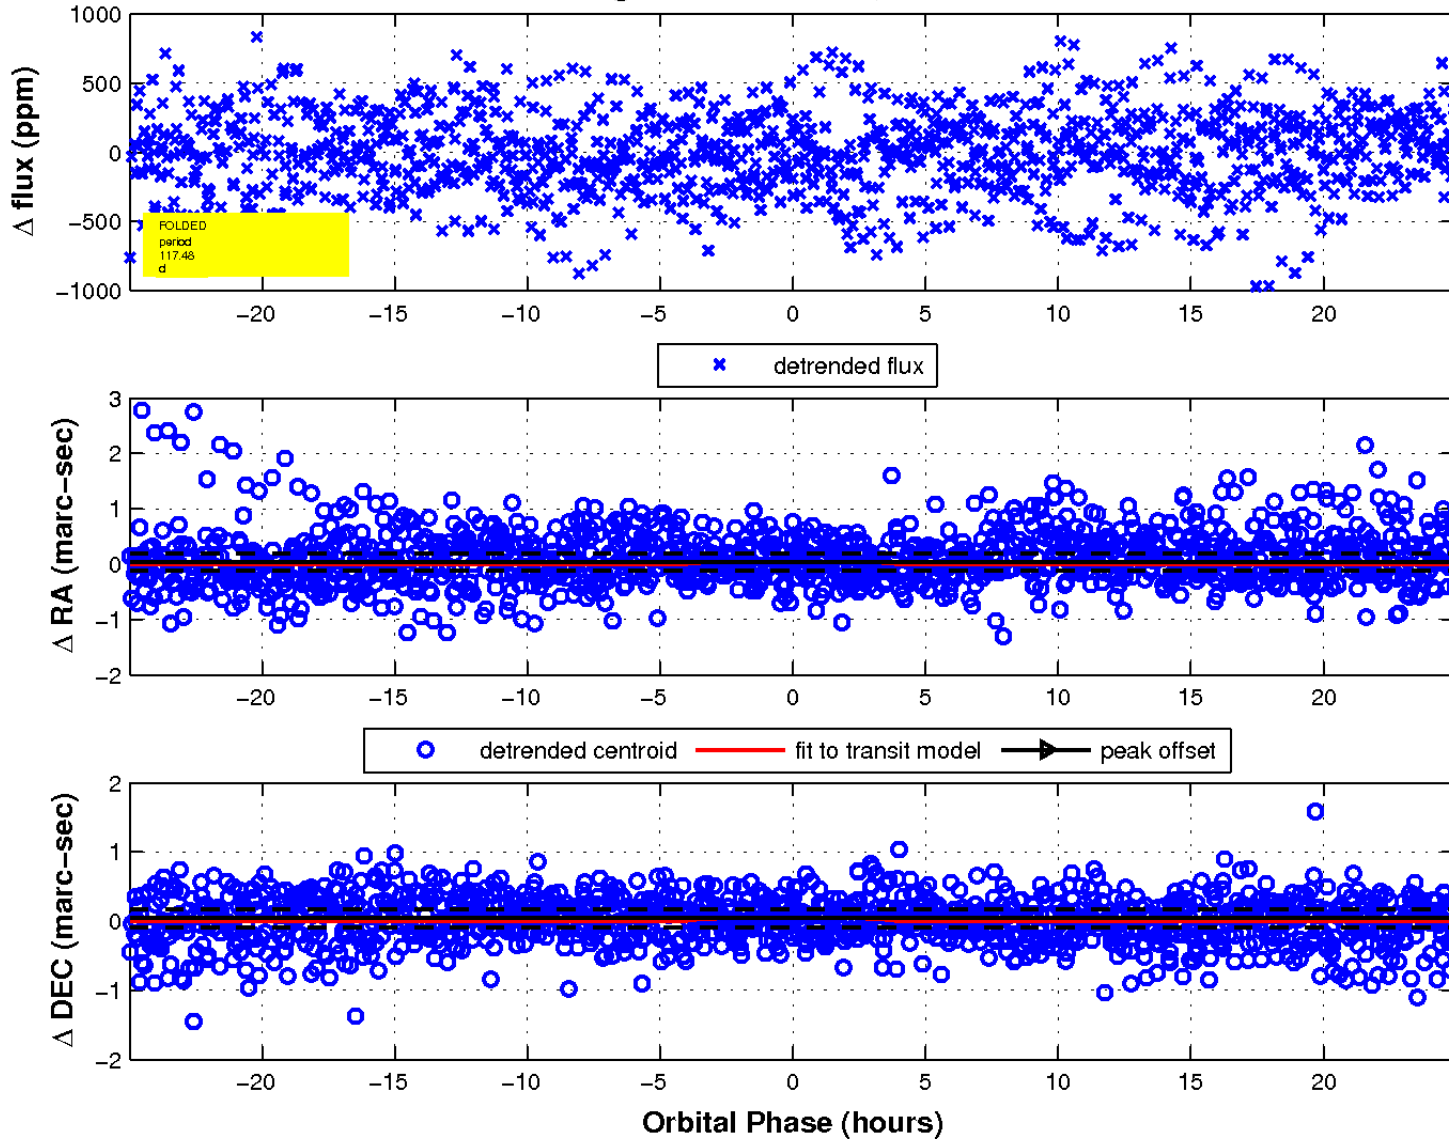 1000
500
0
−500
−1000
Δ flux (ppm)
FOLDED
period
117.48
d
−20 −15 −10 −5 0 5 10 15 20
detrended flux
3
2
1
0
−1
−2
Δ RA (marc−sec)
−20 −15 −10 −5 0 5 10 15 20
detrended centroid fit to transit model peak offset
2
1
0
−1
−2
Δ DEC (marc−sec)
−20 −15 −10 −5 0 5 10 15 20
Orbital Phase (hours)